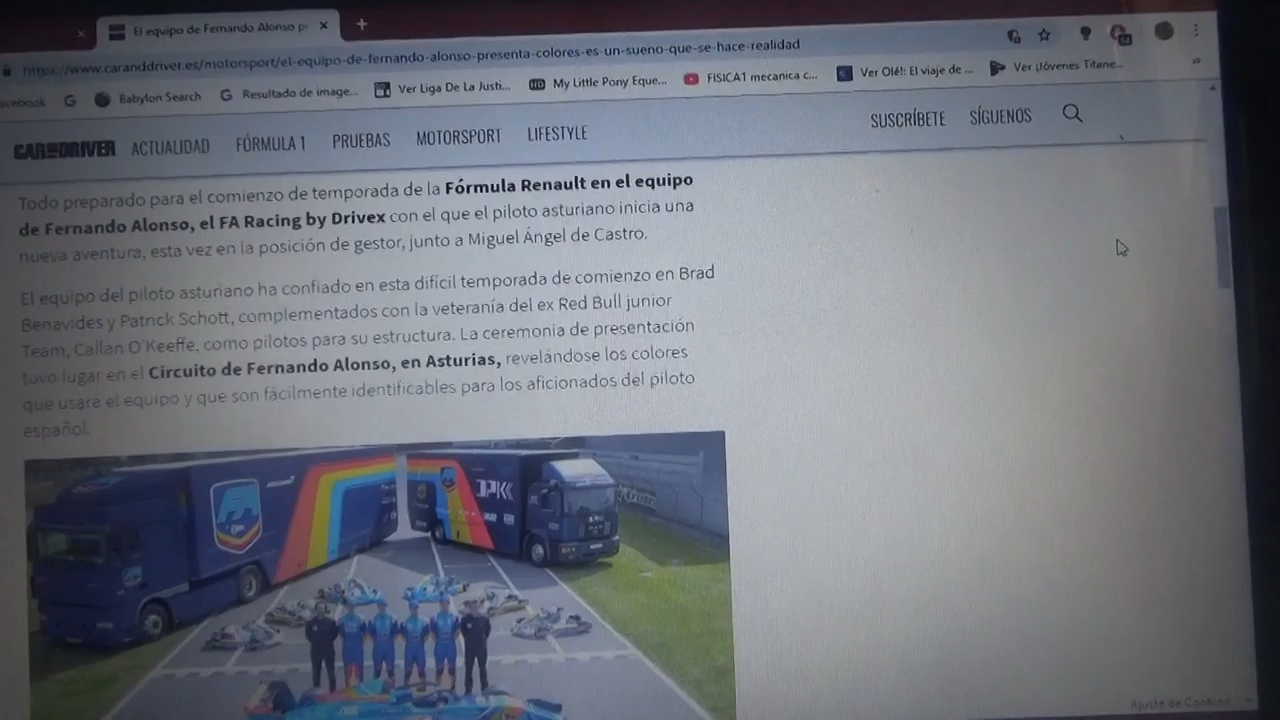 El equipo de Fernando Alonso p
https://www.caranddriver.es/motorsport/el-equipo-de-fernando-alonso-presenta-colores-es-un-sueno-que-se-hace-realidad
acebook
Babylon Search
Resultado de image...
Ver Liga De La Justi...
My Little Pony Eque...
FISICA1 mecanica c...
Ver Olé!: El viaje de ...
Ver ¡Jóvenes Titane...
CAR AND DRIVER ACTUALIDAD FÓRMULA 1 PRUEBAS MOTORSPORT LIFESTYLE SUSCRÍBETE SÍGUENOS
Todo preparado para el comienzo de temporada de la Fórmula Renault en el equipo
de Fernando Alonso, el FA Racing by Drivex con el que el piloto asturiano inicia una
nueva aventura, esta vez en la posición de gestor, junto a Miguel Ángel de Castro.
El equipo del piloto asturiano ha confiado en esta difícil temporada de comienzo en Brad
Benavides y Patrick Schott, complementados con la veteranía del ex Red Bull junior
Team, Callan O'Keeffe, como pilotos para su estructura. La ceremonia de presentación
tuvo lugar en el Circuito de Fernando Alonso, en Asturias, revelándose los colores
que usará el equipo y que son fácilmente identificables para los aficionados del piloto
español.
Ajuste de Cookies